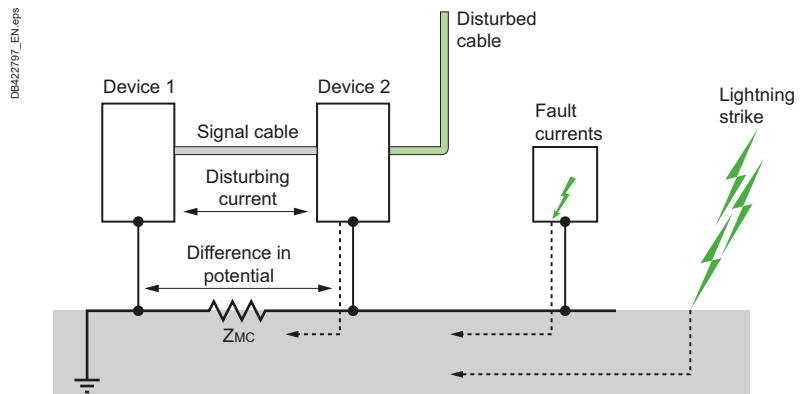 DB422797_EN.eps
Disturbed
cable
Device 1
Device 2
Signal cable
Fault
currents
Lightning
strike
Disturbing
current
Difference in
potential
ZMC